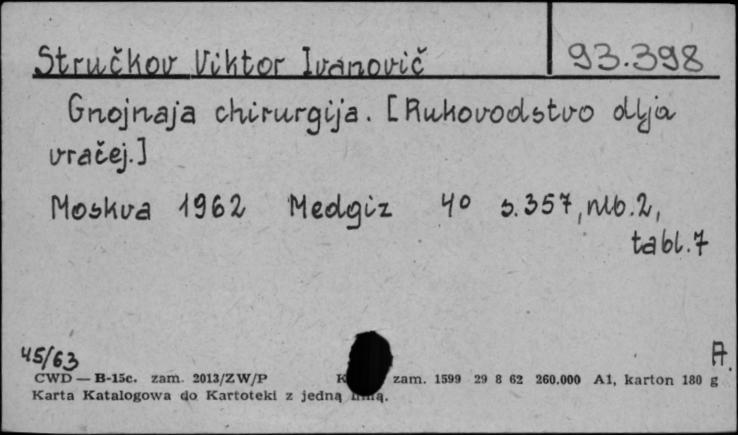 Stručkov Viktor Ivanovič 93.398
Gnojnaja chirurgija. [Rukovodstvo dlja
vračej.]
Moskva 1962 Medgiz 4° s.357, nlb.2,
tabl.7
45/63 A.
CWD — B-15c. zam. 2013/ZW/P zam. 1599 29 8 62 260.000 A1, karton 180 g
Karta Katalogowa do Kartoteki z jedną